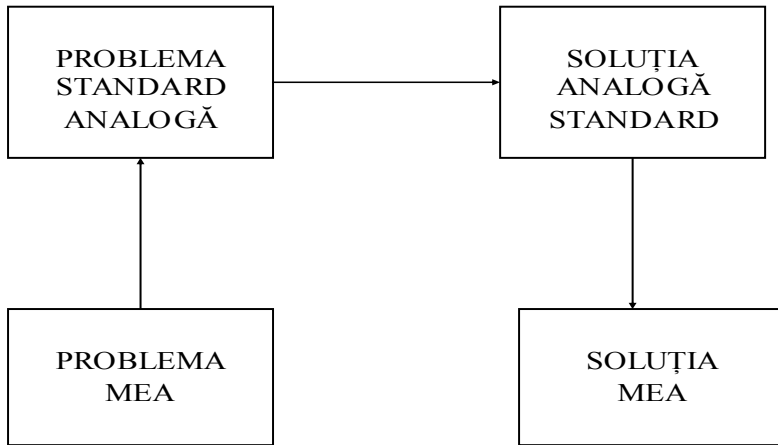 PROBLEMA
STANDARD
ANALOGĂ
SOLUȚIA
ANALOGĂ
STANDARD
PROBLEMA
MEA
SOLUȚIA
MEA